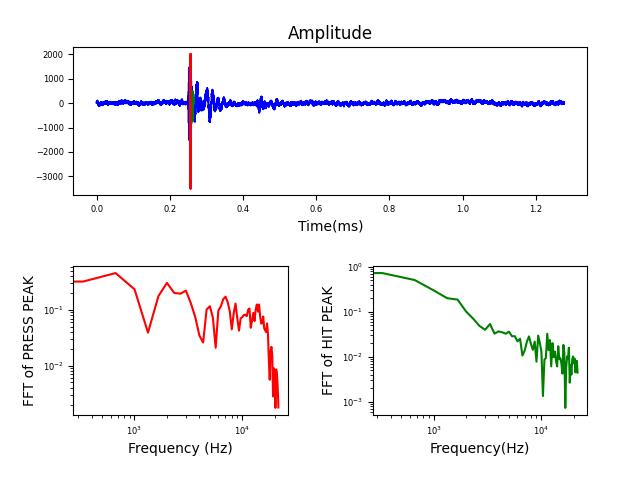 Amplitude
2000
1000
0
−1000
−2000
−3000
0.0 0.2 0.4 0.6 0.8 1.0 1.2
Time(ms)
FFT of PRESS PEAK
10⁻¹
10⁻²
10³ 10⁴
Frequency (Hz)
FFT of HIT PEAK
10⁰
10⁻¹
10⁻²
10⁻³
10³ 10⁴
Frequency(Hz)